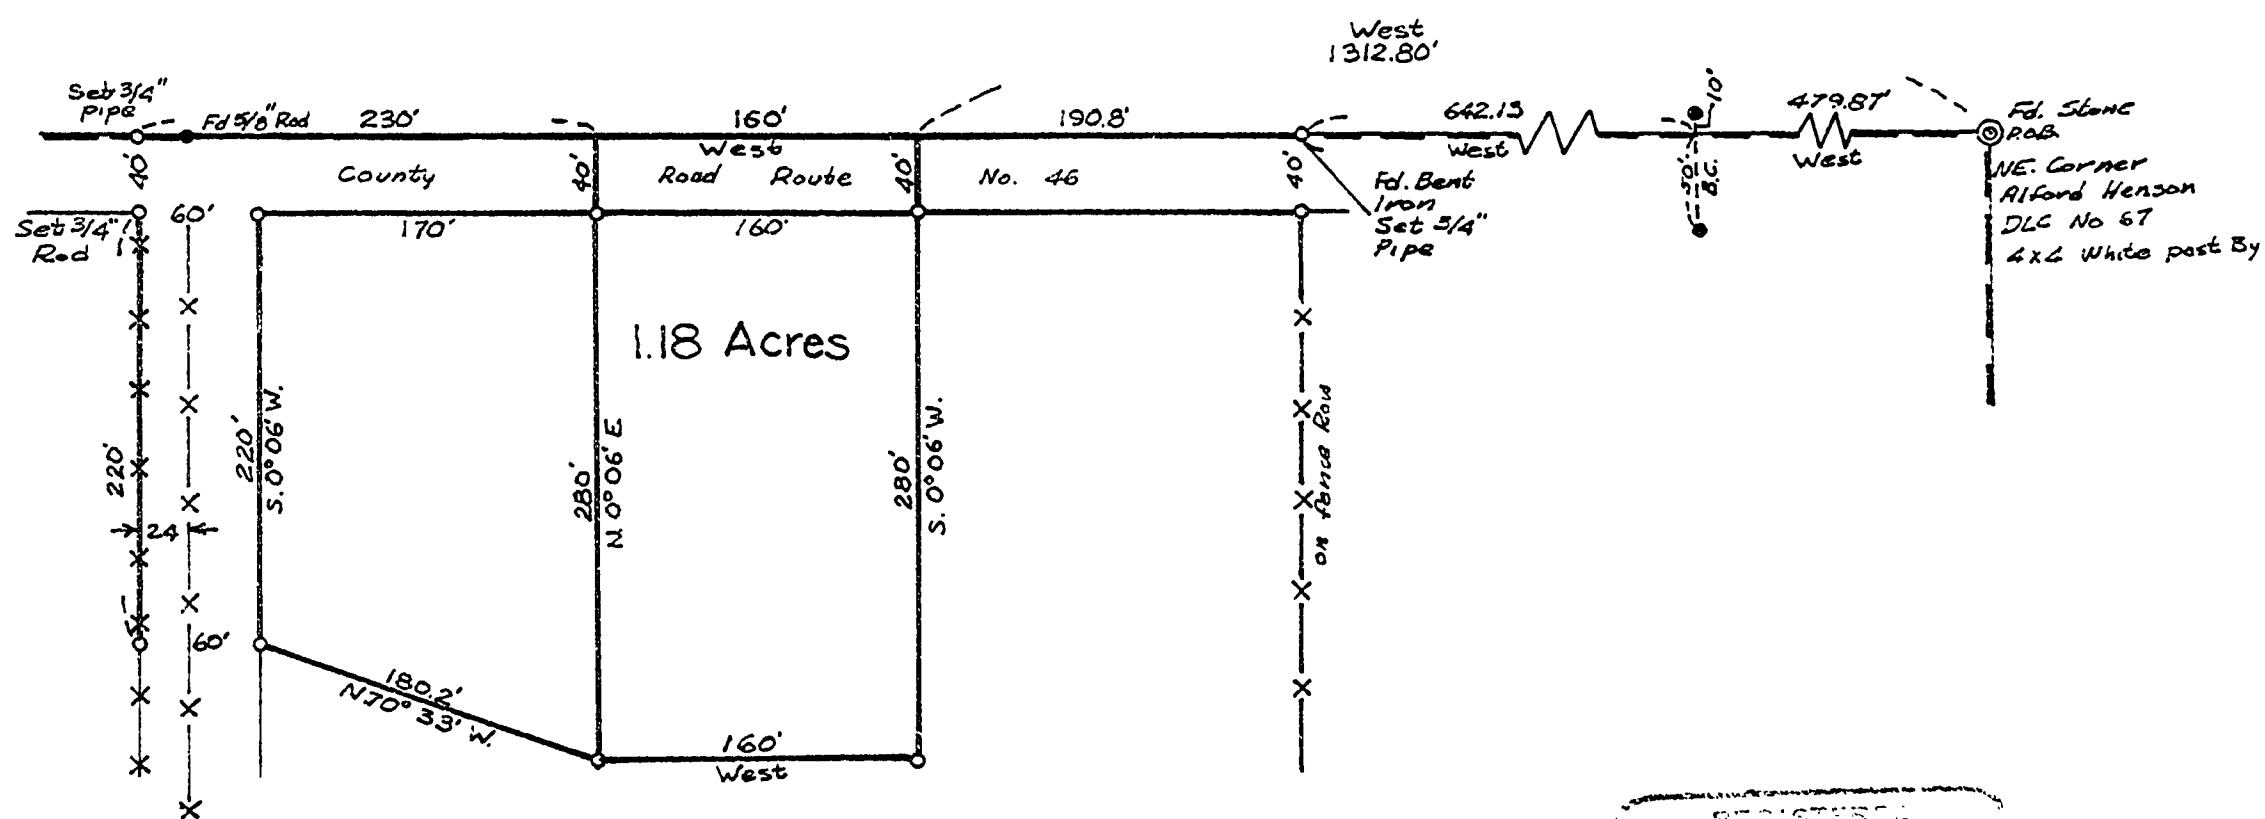 West
1312.80'
Set 3/4"
Pipe
Fd 5/8" Rod
230'
160'
West
190.8'
642.13
West
10'
50'
B.C.
479.87'
West
Fd. Stone
P.O.B.
NE. Corner
Alford Henson
DLC No 67
4x4 White post By
40'
County
40'
Road Route
40'
No. 46
40'
Fd. Bent
Iron
Set 3/4"
Pipe
Set 3/4"
Rod
60'
170'
160'
1.18 Acres
220'
24
220'
S. 0° 06' W.
280'
N. 0° 06' E
280'
S. 0° 06' W.
on fence Row
60'
180.2'
N 70° 33' W.
160'
West
REGISTERED